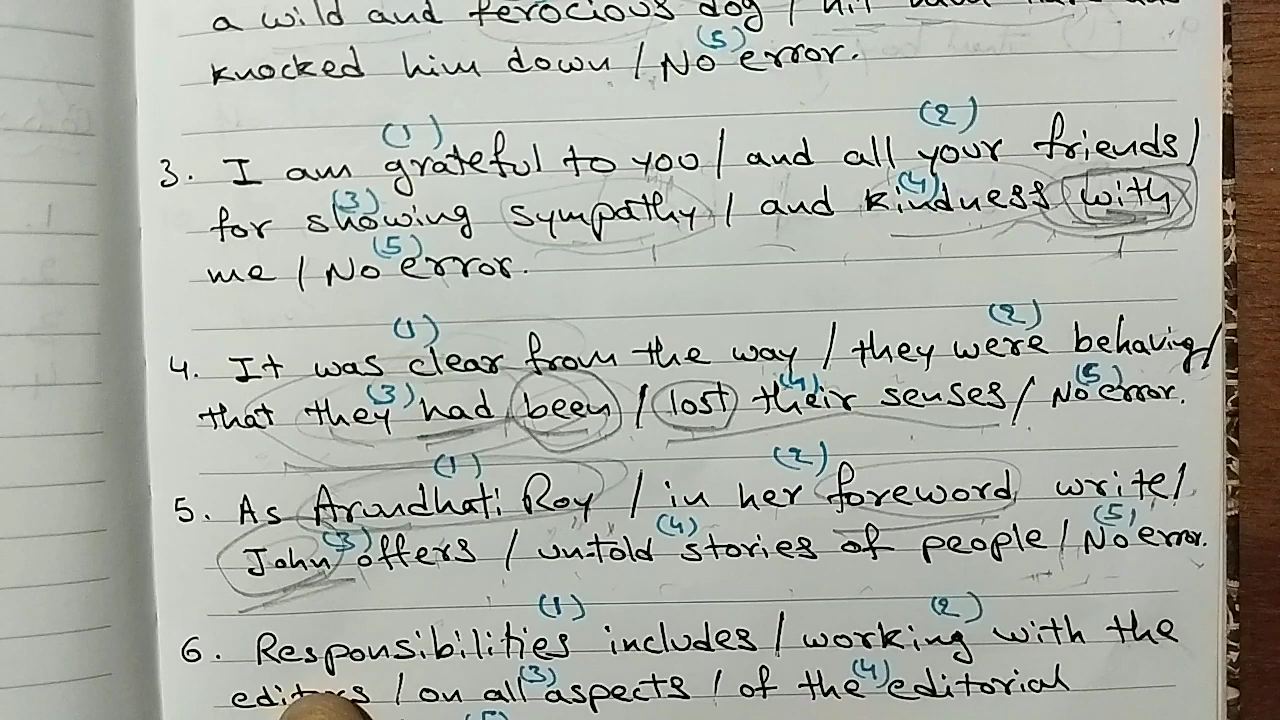 a wild and ferocious dog / hit
(5)
knocked him down / No error.
(1) (2)
3. I am grateful to you / and all your friends /
(3) (4)
for showing sympathy / and kindness with
(5)
me / No error.
(1) (2)
4. It was clear from the way / they were behaving /
(3) (4) (5)
that they had been / lost their senses / No error.
(1) (2)
5. As Arundhati Roy / in her foreword write /
(3) (4) (5)
John offers / untold stories of people / No error.
(1) (2)
6. Responsibilities includes / working with the
(3) (4)
editors / on all aspects / of the editorial
(5)